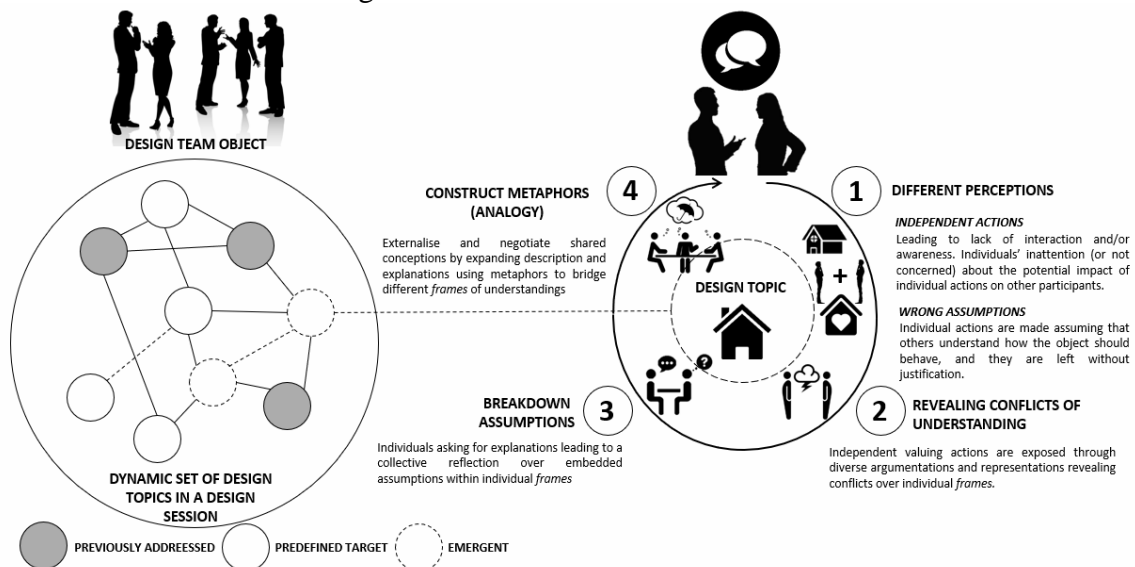 DESIGN TEAM OBJECT
DYNAMIC SET OF DESIGN
TOPICS IN A DESIGN
SESSION
PREVIOUSLY ADDREESSED
PREDEFINED TARGET
EMERGENT
1
DIFFERENT PERCEPTIONS
INDEPENDENT ACTIONS
Leading to lack of interaction and/or
awareness. Individuals' inattention (or not
concerned) about the potential impact of
individual actions on other participants.
WRONG ASSUMPTIONS
Individual actions are made assuming that
others understand how the object should
behave, and they are left without
justification.
2
REVEALING CONFLICTS OF
UNDERSTANDING
Independent valuing actions are exposed through
diverse argumentations and representations revealing
conflicts over individual frames.
BREAKDOWN
ASSUMPTIONS
3
Individuals asking for explanations leading to a
collective reflection over embedded
assumptions within individual frames
CONSTRUCT METAPHORS
(ANALOGY)
4
Externalise and negotiate shared
conceptions by expanding description and
explanations using metaphors to bridge
different frames of understandings
DESIGN TOPIC
+
?